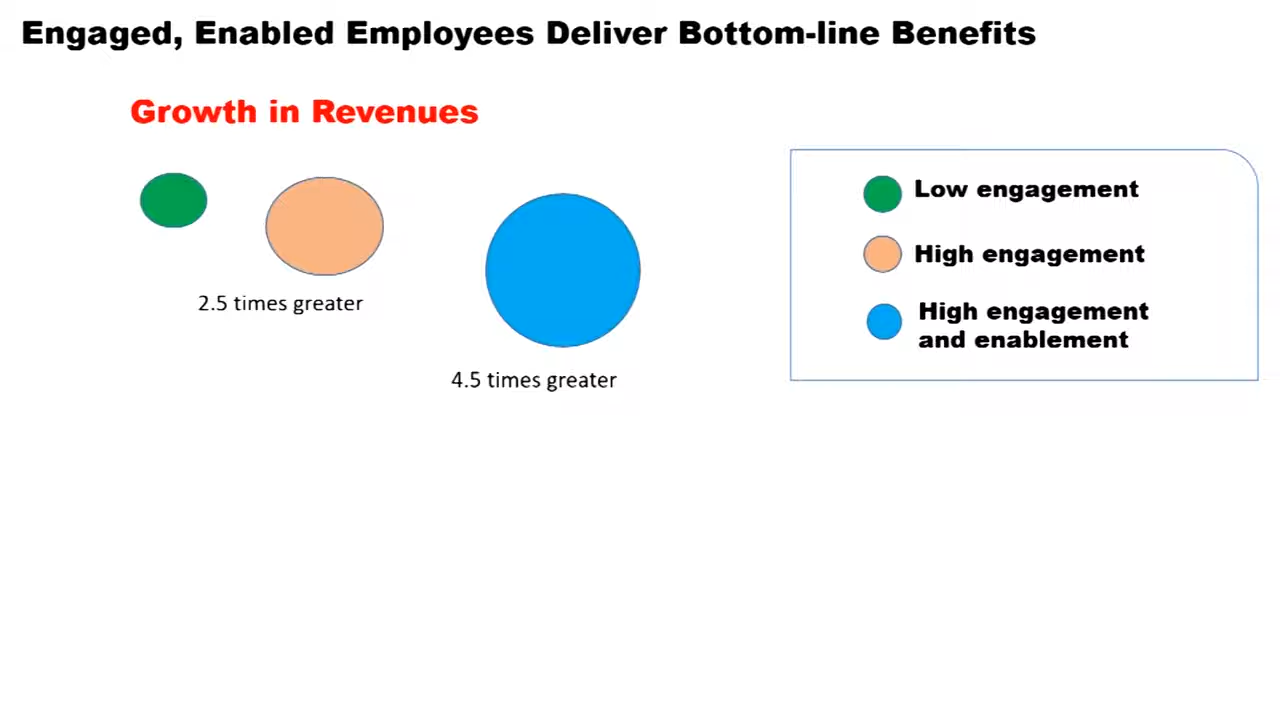 Engaged, Enabled Employees Deliver Bottom-line Benefits
Growth in Revenues
2.5 times greater
4.5 times greater
Low engagement
High engagement
High engagement
and enablement